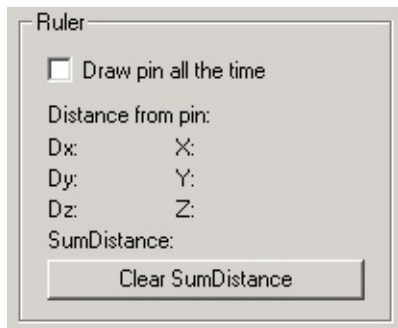 Ruler
Draw pin all the time
Distance from pin:
Dx: X:
Dy: Y:
Dz: Z:
SumDistance:
Clear SumDistance